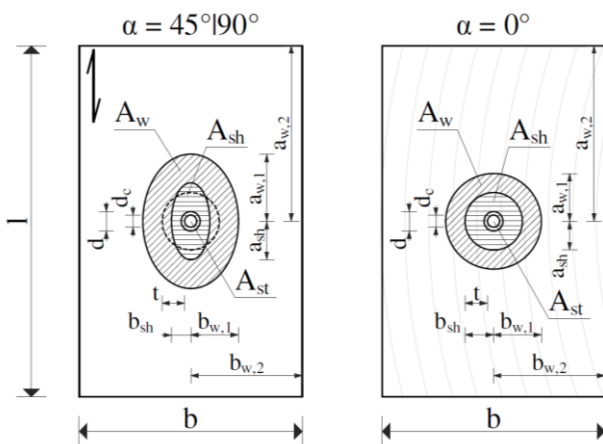 α = 45°|90°
α = 0°
A_w
A_sh
a_w,2
a_w,1
d_c
d
l
a_sh
A_st
t
b_sh
b_w,1
b_w,2
b
A_w
A_sh
a_w,2
a_w,1
d_c
d
a_sh
A_st
t
b_sh
b_w,1
b_w,2
b